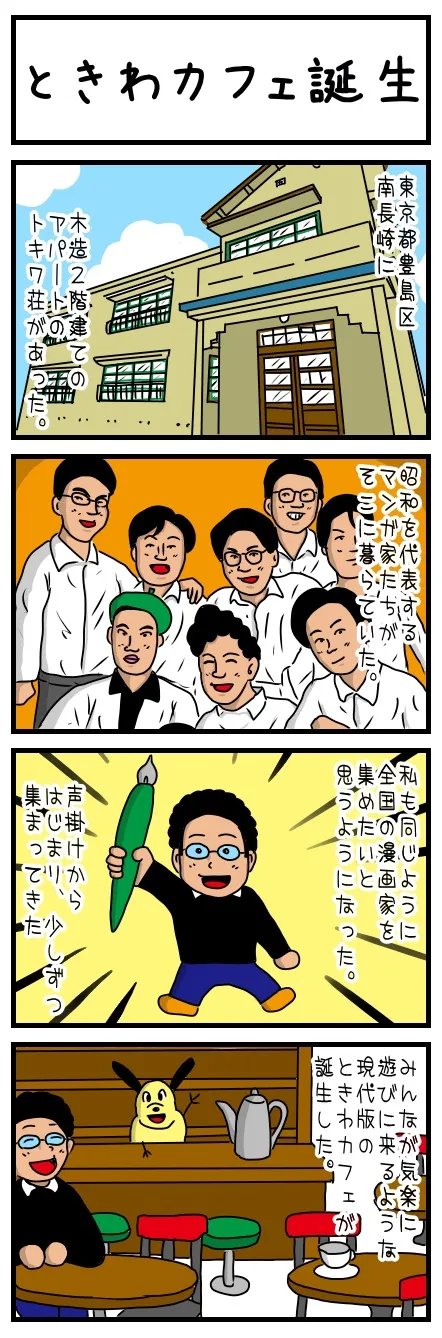 ときわカフェ誕生
東京都豊島区
南長崎に
木造2階建ての
アパートの
トキワ荘があった。
昭和を代表する
マンガ家たちが
そこに暮らていた。
私も同じように
全国の漫画家を
集めたいと
思うようになった。
声掛けから
はじまり、少しずつ
集まってきた
みんなが気楽に
遊びに来るような
現代版の
ときわカフェが
誕生した。